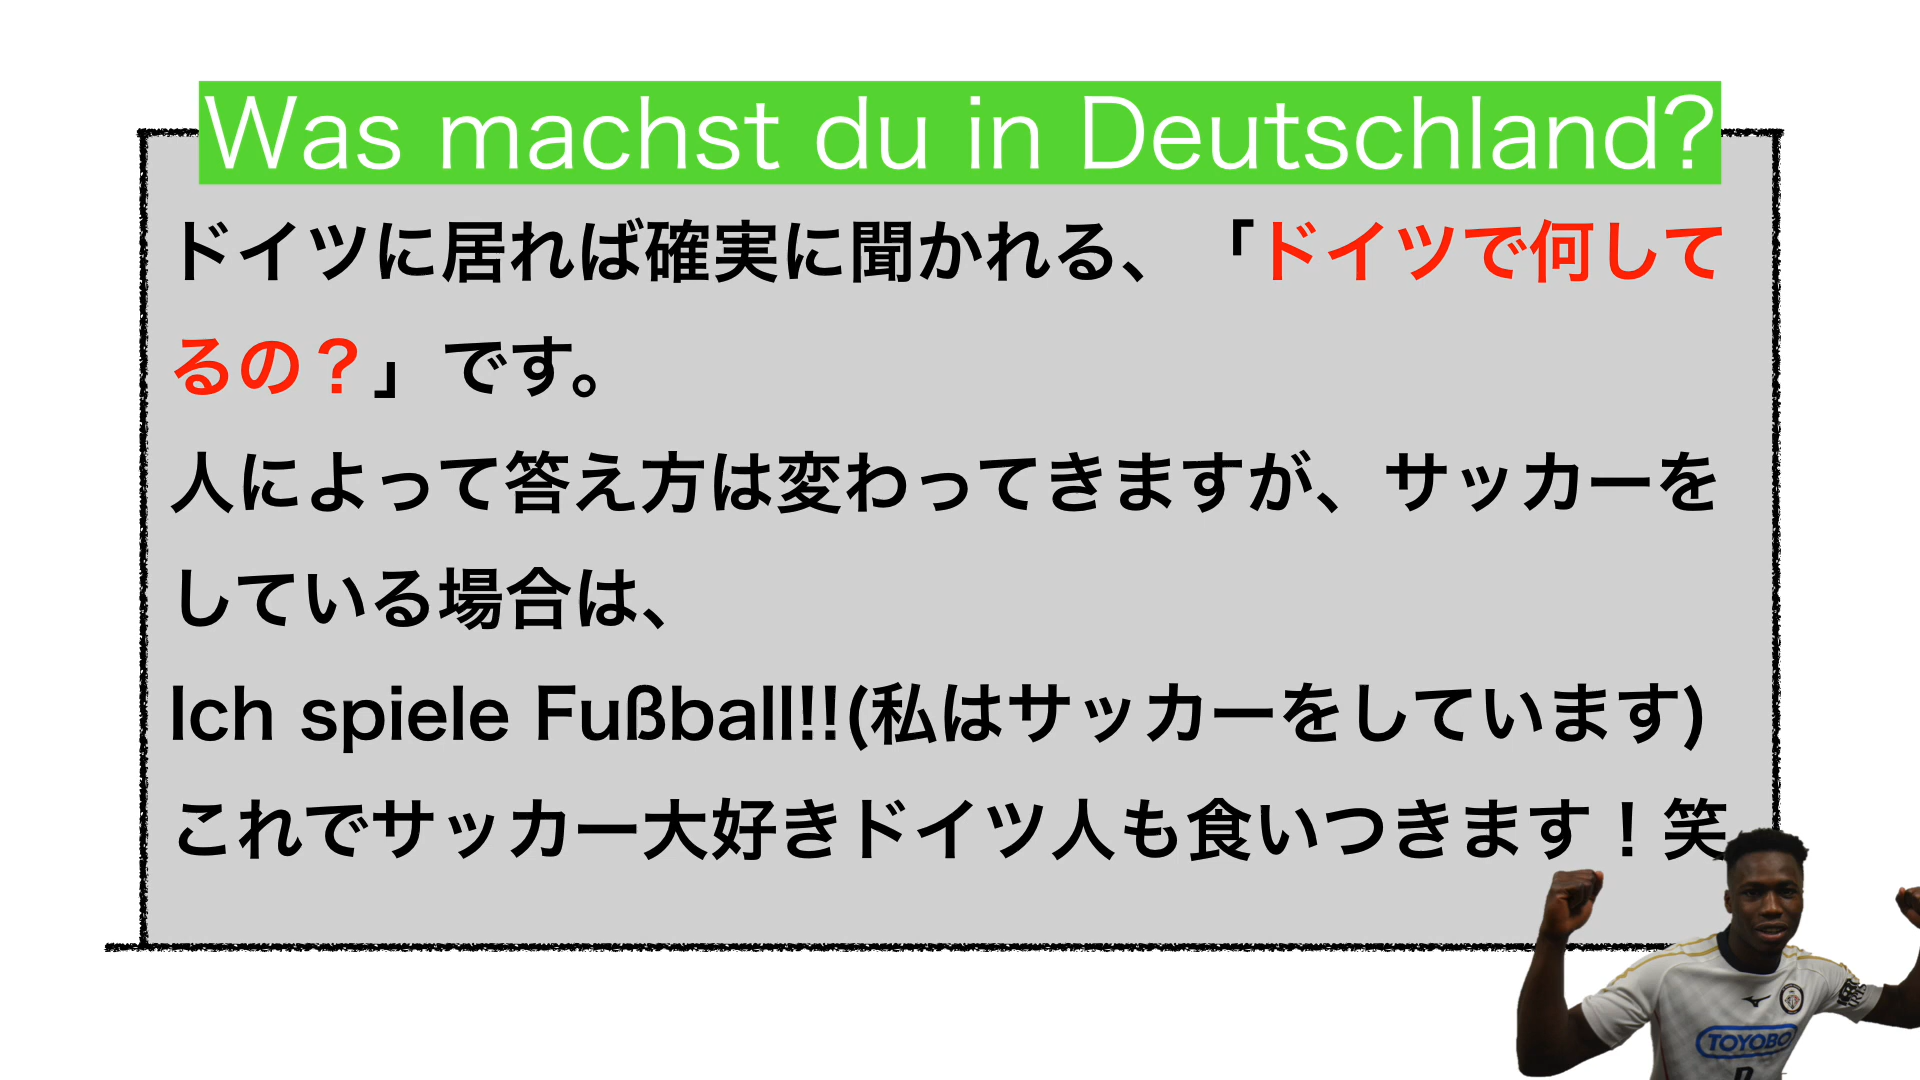 Was machst du in Deutschland?
ドイツに居れば確実に聞かれる、「ドイツで何して
るの？」です。
人によって答え方は変わってきますが、サッカーを
している場合は、
Ich spiele Fußball!!(私はサッカーをしています)
これでサッカー大好きドイツ人も食いつきます！笑
TOYOBO